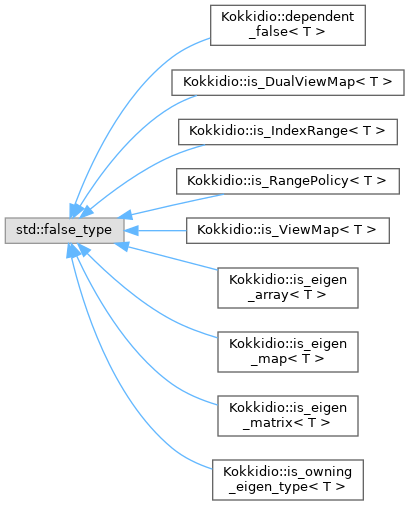 Kokkidio::dependent
_false< T >
Kokkidio::is_DualViewMap< T >
Kokkidio::is_IndexRange< T >
Kokkidio::is_RangePolicy< T >
std::false_type
Kokkidio::is_ViewMap< T >
Kokkidio::is_eigen
_array< T >
Kokkidio::is_eigen
_map< T >
Kokkidio::is_eigen
_matrix< T >
Kokkidio::is_owning
_eigen_type< T >